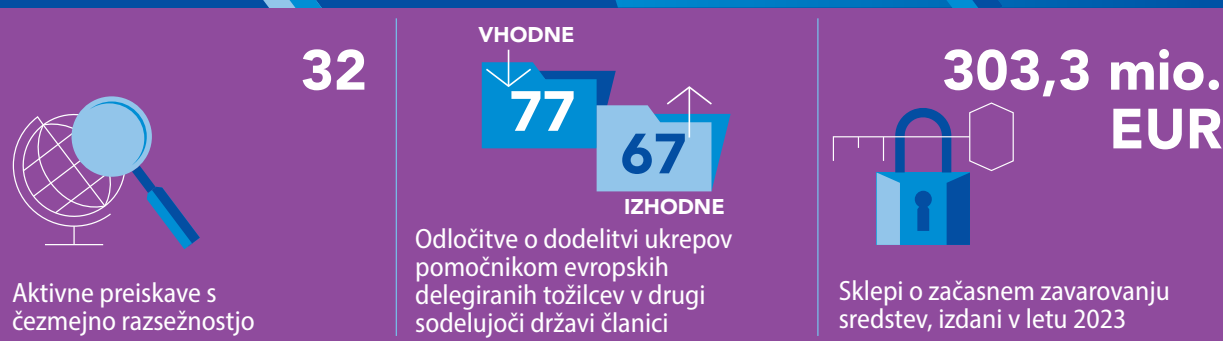 32
Aktivne preiskave s
čezmejno razsežnostjo
VHODNE
77
67
IZHODNE
Odločitve o dodelitvi ukrepov
pomočnikom evropskih
delegiranih tožilcev v drugi
sodelujoči državi članici
303,3 mio.
EUR
Sklepi o začasnem zavarovanju
sredstev, izdani v letu 2023